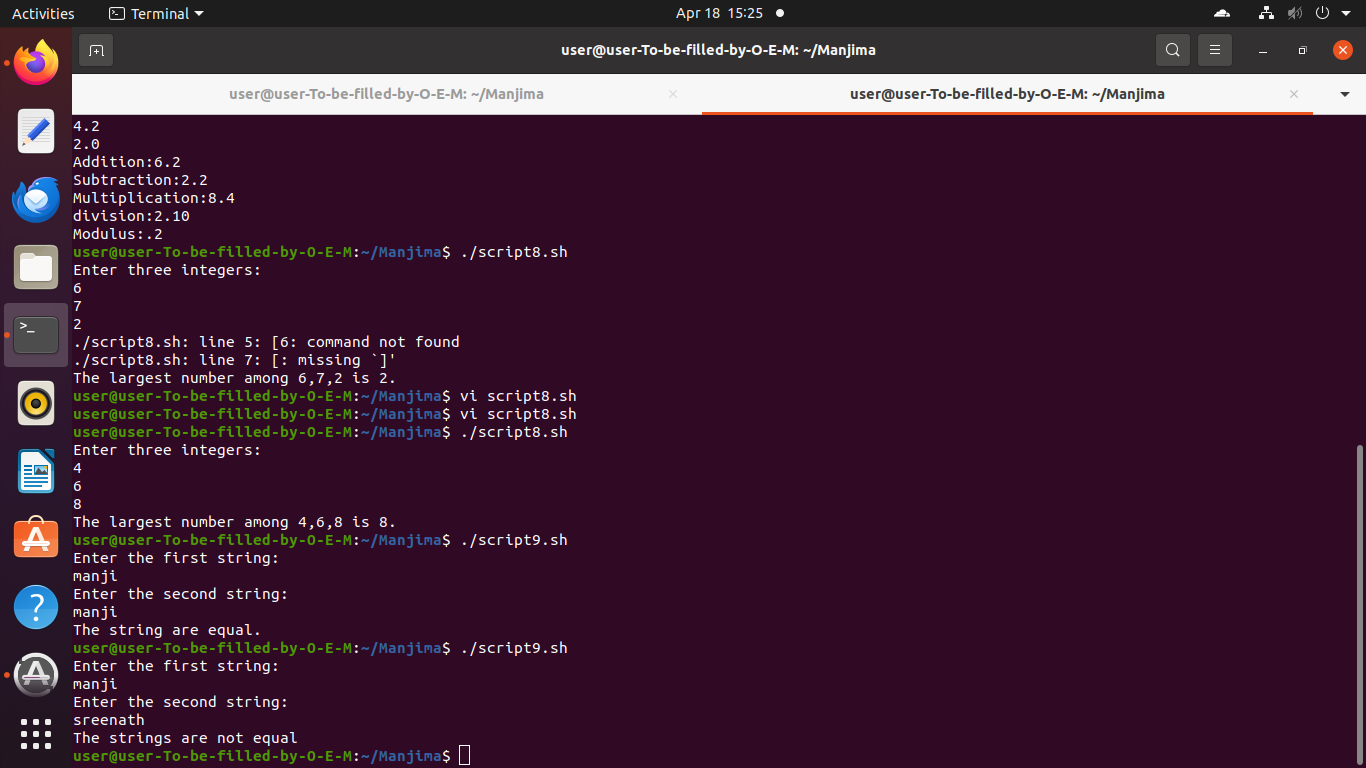 Activities
Terminal
Apr 18 15:25
user@user-To-be-filled-by-O-E-M: ~/Manjima
user@user-To-be-filled-by-O-E-M: ~/Manjima
user@user-To-be-filled-by-O-E-M: ~/Manjima
4.2
2.0
Addition:6.2
Subtraction:2.2
Multiplication:8.4
division:2.10
Modulus:.2
user@user-To-be-filled-by-O-E-M:~/Manjima$ ./script8.sh
Enter three integers:
6
7
2
./script8.sh: line 5: [6: command not found
./script8.sh: line 7: [: missing `]'
The largest number among 6,7,2 is 2.
user@user-To-be-filled-by-O-E-M:~/Manjima$ vi script8.sh
user@user-To-be-filled-by-O-E-M:~/Manjima$ vi script8.sh
user@user-To-be-filled-by-O-E-M:~/Manjima$ ./script8.sh
Enter three integers:
4
6
8
The largest number among 4,6,8 is 8.
user@user-To-be-filled-by-O-E-M:~/Manjima$ ./script9.sh
Enter the first string:
manji
Enter the second string:
manji
The string are equal.
user@user-To-be-filled-by-O-E-M:~/Manjima$ ./script9.sh
Enter the first string:
manji
Enter the second string:
sreenath
The strings are not equal
user@user-To-be-filled-by-O-E-M:~/Manjima$